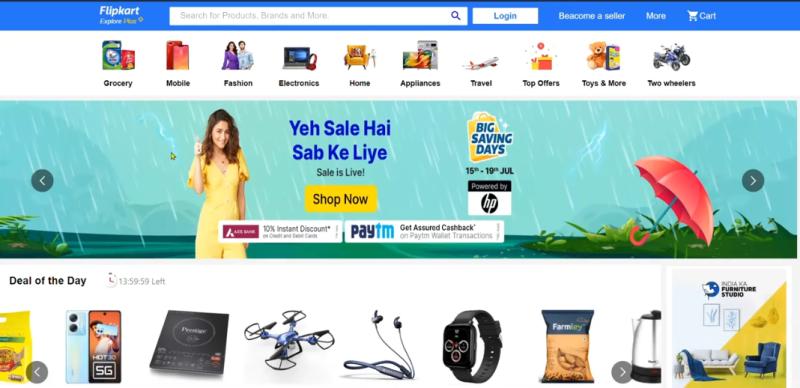 Flipkart
Explore Plus
Search for Products, Brands and More.
Login
Beacome a seller
More
Cart
Grocery
Mobile
Fashion
Electronics
Home
Appliances
Travel
Top Offers
Toys & More
Two wheelers
Yeh Sale Hai
Sab Ke Liye
Sale is Live!
Shop Now
BIG
SAVING
DAYS
15th - 19th JUL
Powered by
hp
AXIS BANK
10% Instant Discount*
on Credit and Debit Cards
paytm
Get Assured Cashback*
on Paytm Wallet Transactions
Deal of the Day
13:59:59 Left
INDIA KA
FURNITURE
STUDIO
HOT 30
5G
Prestige
Farmley